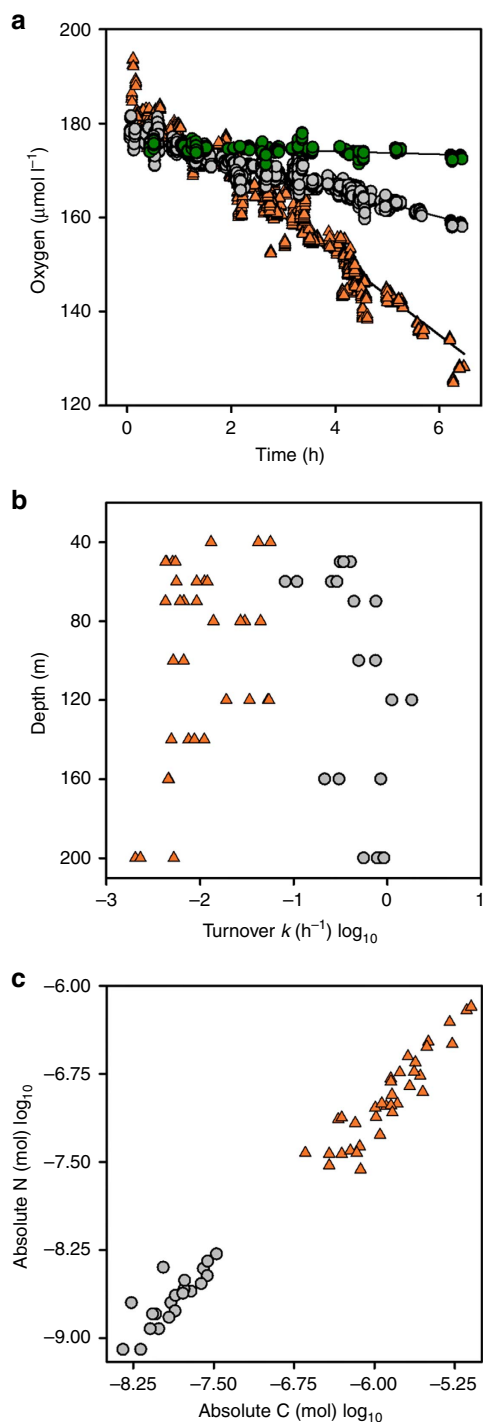 a
200
180
160
140
120
Oxygen (μmol l⁻¹)
0 2 4 6
Time (h)
b
40
80
120
160
200
Depth (m)
−3 −2 −1 0 1
Turnover k (h⁻¹) log₁₀
c
−6.00
−6.75
−7.50
−8.25
−9.00
Absolute N (mol) log₁₀
−8.25 −7.50 −6.75 −6.00 −5.25
Absolute C (mol) log₁₀